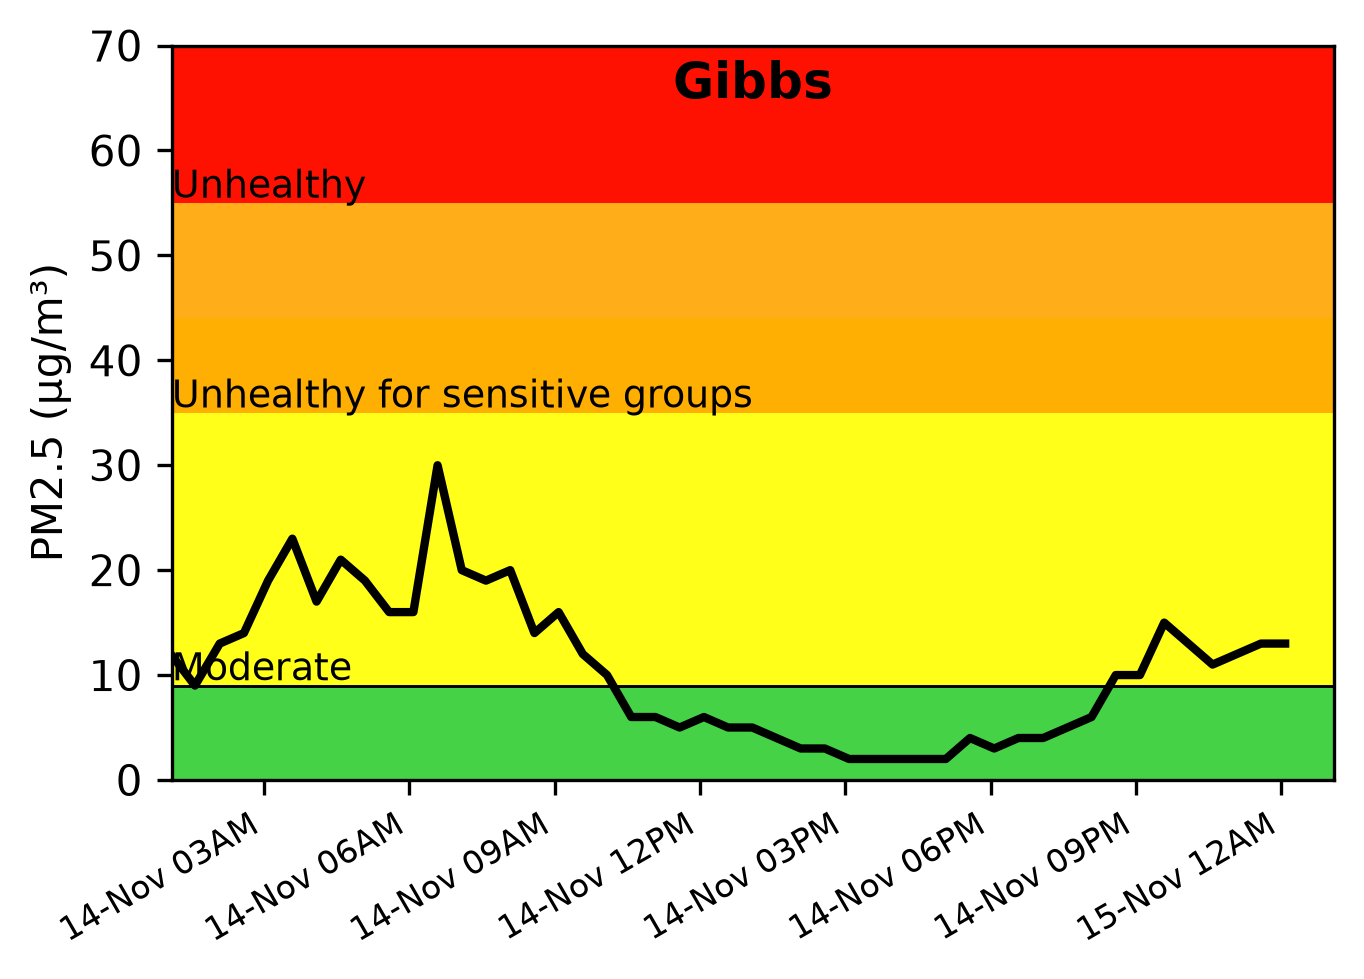 Gibbs
PM2.5 (µg/m³)
70
60
50
40
30
20
10
0
Unhealthy
Unhealthy for sensitive groups
Moderate
14-Nov 03AM
14-Nov 06AM
14-Nov 09AM
14-Nov 12PM
14-Nov 03PM
14-Nov 06PM
14-Nov 09PM
15-Nov 12AM